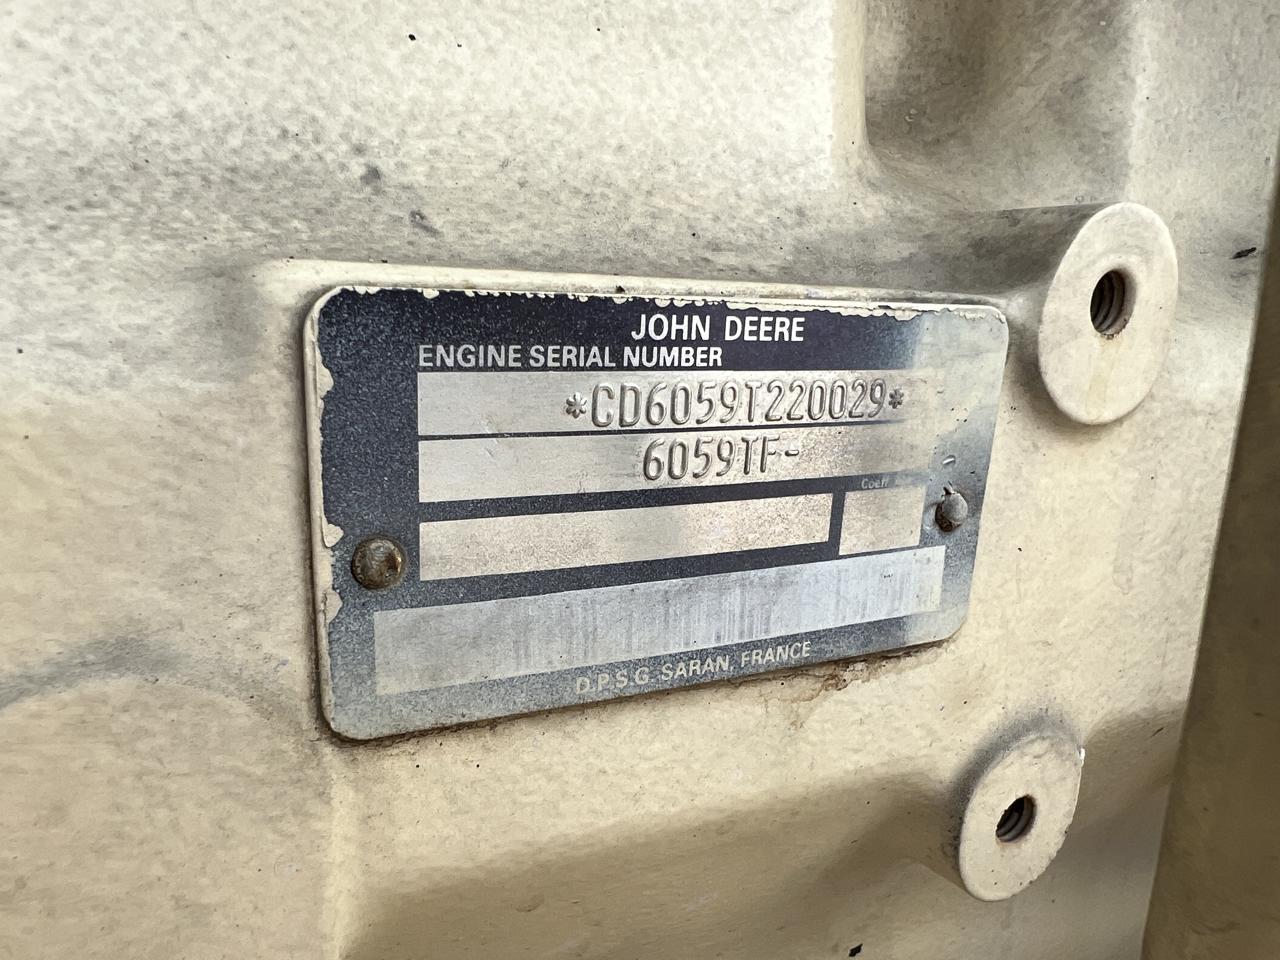 JOHN DEERE
ENGINE SERIAL NUMBER
*CD6059T220029*
6059TF-
Coeff
D.P.S.G. SARAN, FRANCE